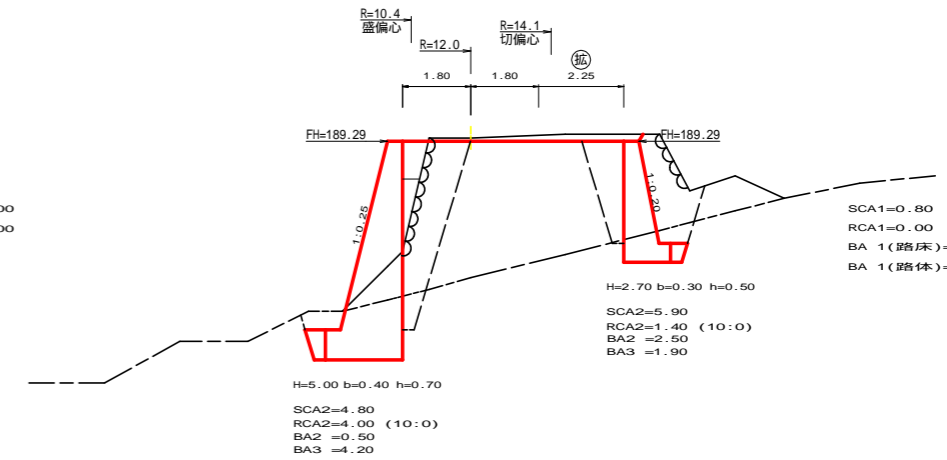 R=10.4
盛偏心
R=14.1
切偏心
R=12.0
拡
1.80
1.80
2.25
FH=189.29
FH=189.29
1:0.25
1:0.20
00
00
SCA1=0.80
RCA1=0.00
BA 1(路床)=
BA 1(路体)=
H=2.70 b=0.30 h=0.50
SCA2=5.90
RCA2=1.40 (10:0)
BA2 =2.50
BA3 =1.90
H=5.00 b=0.40 h=0.70
SCA2=4.80
RCA2=4.00 (10:0)
BA2 =0.50
BA3 =4.20